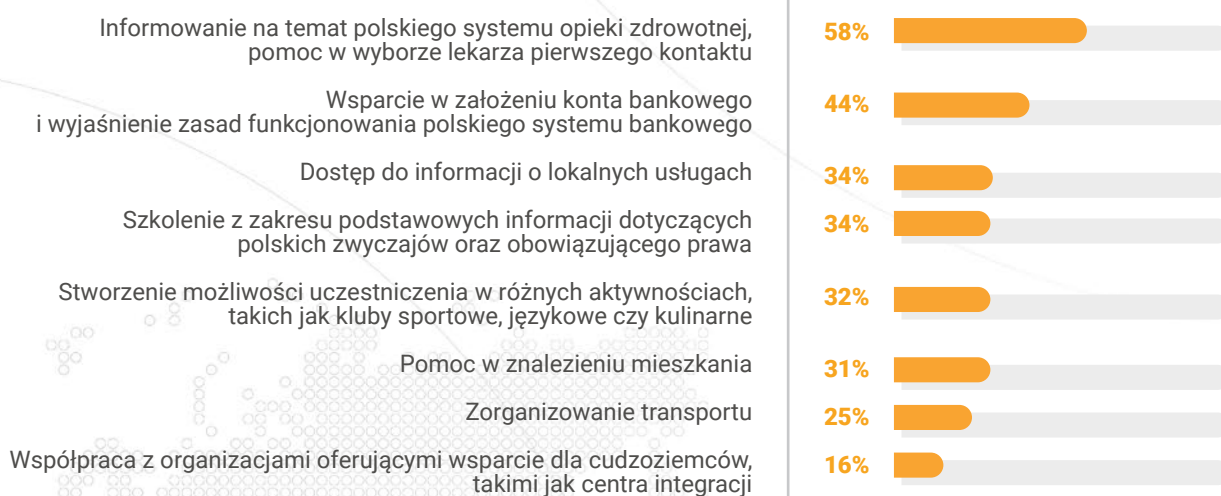 Informowanie na temat polskiego systemu opieki zdrowotnej,
pomoc w wyborze lekarza pierwszego kontaktu
58%
Wsparcie w założeniu konta bankowego
i wyjaśnienie zasad funkcjonowania polskiego systemu bankowego
44%
Dostęp do informacji o lokalnych usługach
34%
Szkolenie z zakresu podstawowych informacji dotyczących
polskich zwyczajów oraz obowiązującego prawa
34%
Stworzenie możliwości uczestniczenia w różnych aktywnościach,
takich jak kluby sportowe, językowe czy kulinarne
32%
Pomoc w znalezieniu mieszkania
31%
Zorganizowanie transportu
25%
Współpraca z organizacjami oferującymi wsparcie dla cudzoziemców,
takimi jak centra integracji
16%